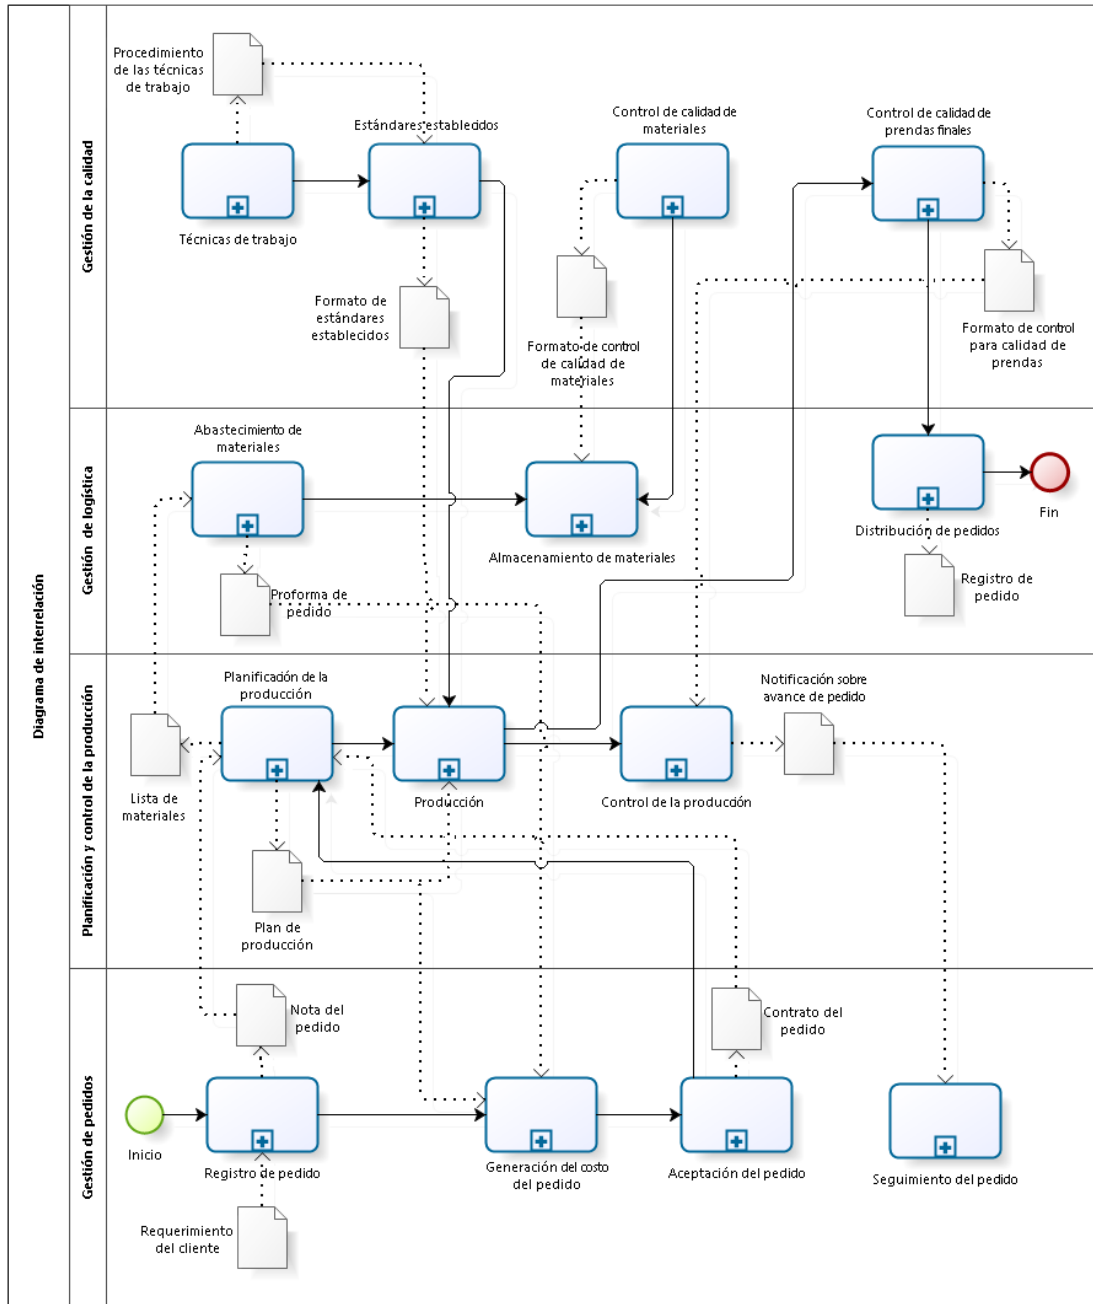 Diagrama de interrelación
Gestión de la calidad
Procedimiento
de las técnicas
de trabajo
Estándares establecidos
Control de calidad de
materiales
Control de calidad de
prendas finales
Técnicas de trabajo
Formato de
estándares
establecidos
Formato de control
de calidad de
materiales
Formato de control
para calidad de
prendas
Gestión de logística
Abastecimiento de
materiales
Almacenamiento de materiales
Distribución de pedidos
Fin
Proforma de
pedido
Registro de
pedido
Planificación y control de la producción
Planificación de la
producción
Notificación sobre
avance de pedido
Lista de
materiales
Producción
Control de la producción
Plan de
producción
Gestión de pedidos
Nota del
pedido
Contrato del
pedido
Inicio
Registro de pedido
Generación del costo
del pedido
Aceptación del pedido
Seguimiento del pedido
Requerimiento
del cliente